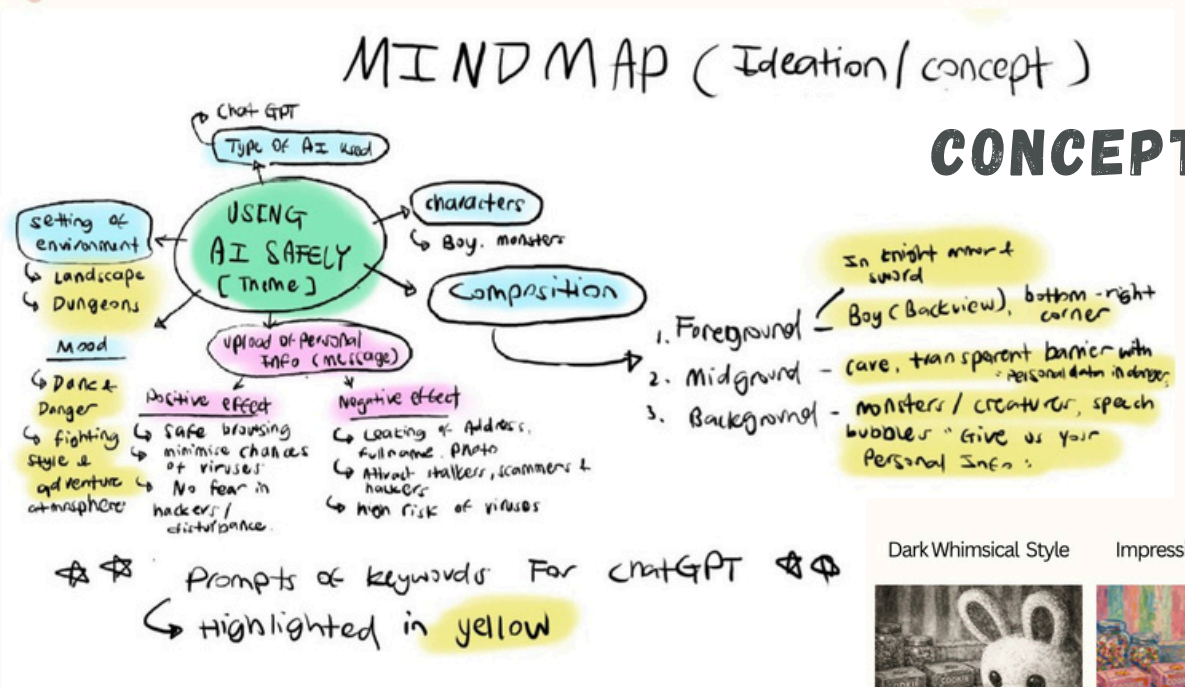 MINDMAP (Ideation/concept)
CONCEPT
Chat GPT
Type Of AI used
USING
AI SAFELY
[Theme]
characters
Boy, monsters
setting of
environment
Landscape
Dungeons
Composition
Mood
Danger
fighting
style &
adventure
atmosphere
upload of Personal
Info (message)
Positive effect
safe browsing
minimise chances
of viruses
No fear in
hackers/
disturbance.
Negative effect
Leaking of Address,
full name, Photo
Attract stalkers, scammers &
hackers
high risk of viruses
In knight armor &
sword
1. Foreground
Boy (Backview), bottom-right
corner
2. Midground - cave, transparent barrier with
Personal data in danger
3. Background - monsters / creatures, speach
bubbles "Give us your
Personal Info:
Prompts of keywords For chatGPT
Highlighted in yellow
Dark Whimsical Style
Impressi
COOKIE